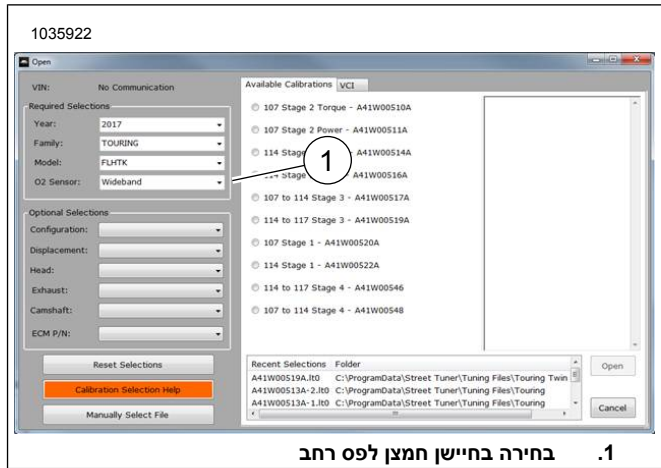 1035922
Open
VIN: No Communication
Required Selections
Year: 2017
Family: TOURING
Model: FLHTK
O2 Sensor: Wideband
Optional Selections
Configuration:
Displacement:
Head:
Exhaust:
Camshaft:
ECM P/N:
Reset Selections
Calibration Selection Help
Manually Select File
Available Calibrations VCI
107 Stage 2 Torque - A41W00510A
107 Stage 2 Power - A41W00511A
114 Stage - A41W00514A
114 Stage A41W00516A
107 to 114 Stage 3 - A41W00517A
114 to 117 Stage 3 - A41W00519A
107 Stage 1 - A41W00520A
114 Stage 1 - A41W00522A
114 to 117 Stage 4 - A41W00546
107 to 114 Stage 4 - A41W00548
1
Recent Selections Folder
A41W00519A.lt0 C:\ProgramData\Street Tuner\Tuning Files\Touring Twin
A41W00513A-2.lt0 C:\ProgramData\Street Tuner\Tuning Files\Touring
A41W00513A-1.lt0 C:\ProgramData\Street Tuner\Tuning Files\Touring
Open
Cancel
1. בחירה בחיישן חמצן לפס רחב